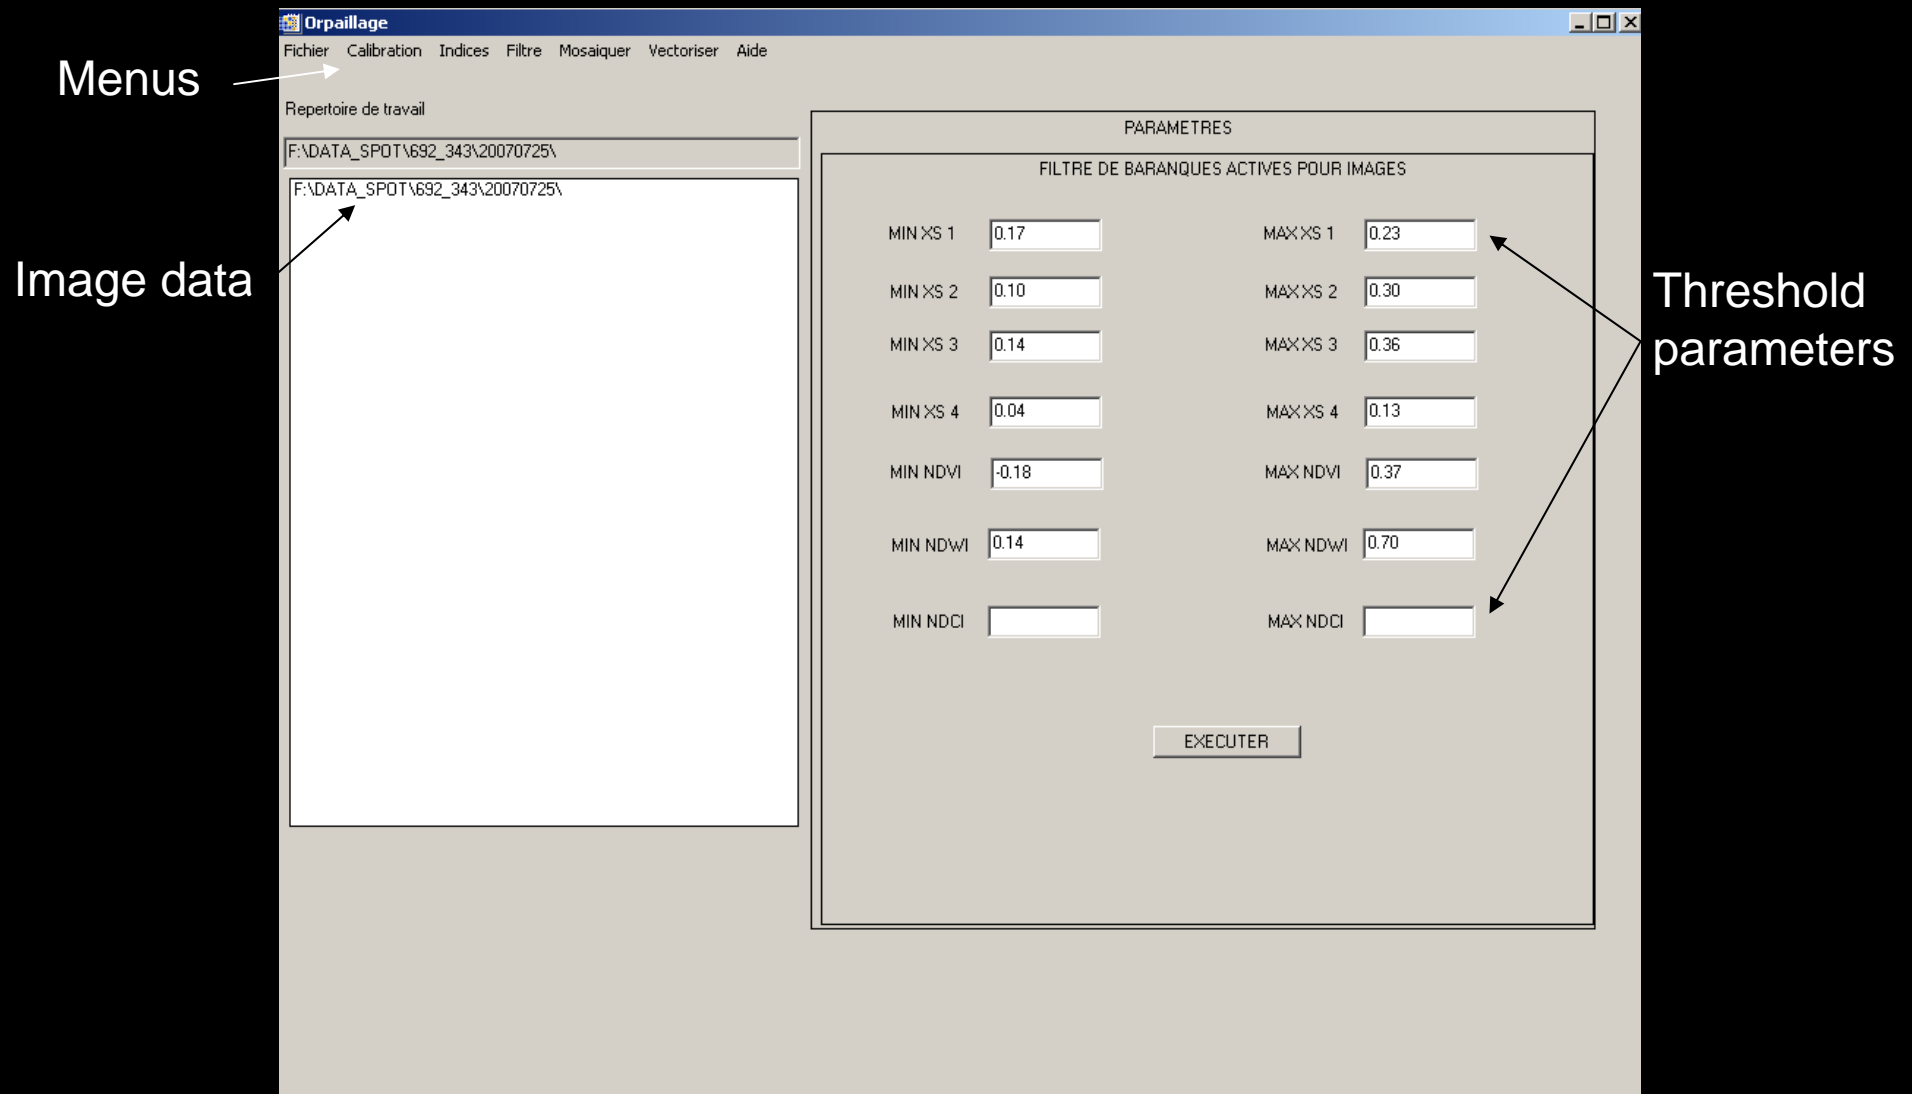 Orpaillage
Fichier Calibration Indices Filtre Mosaiquer Vectoriser Aide
Menus
Repertoire de travail
F:\DATA_SPOT\692_343\20070725\
F:\DATA_SPOT\692_343\20070725\
Image data
PARAMETRES
FILTRE DE BARANQUES ACTIVES POUR IMAGES
MIN XS 1 0.17 MAX XS 1 0.23
MIN XS 2 0.10 MAX XS 2 0.30
MIN XS 3 0.14 MAX XS 3 0.36
MIN XS 4 0.04 MAX XS 4 0.13
MIN NDVI -0.18 MAX NDVI 0.37
MIN NDWI 0.14 MAX NDWI 0.70
MIN NDCI MAX NDCI
EXECUTER
Threshold
parameters